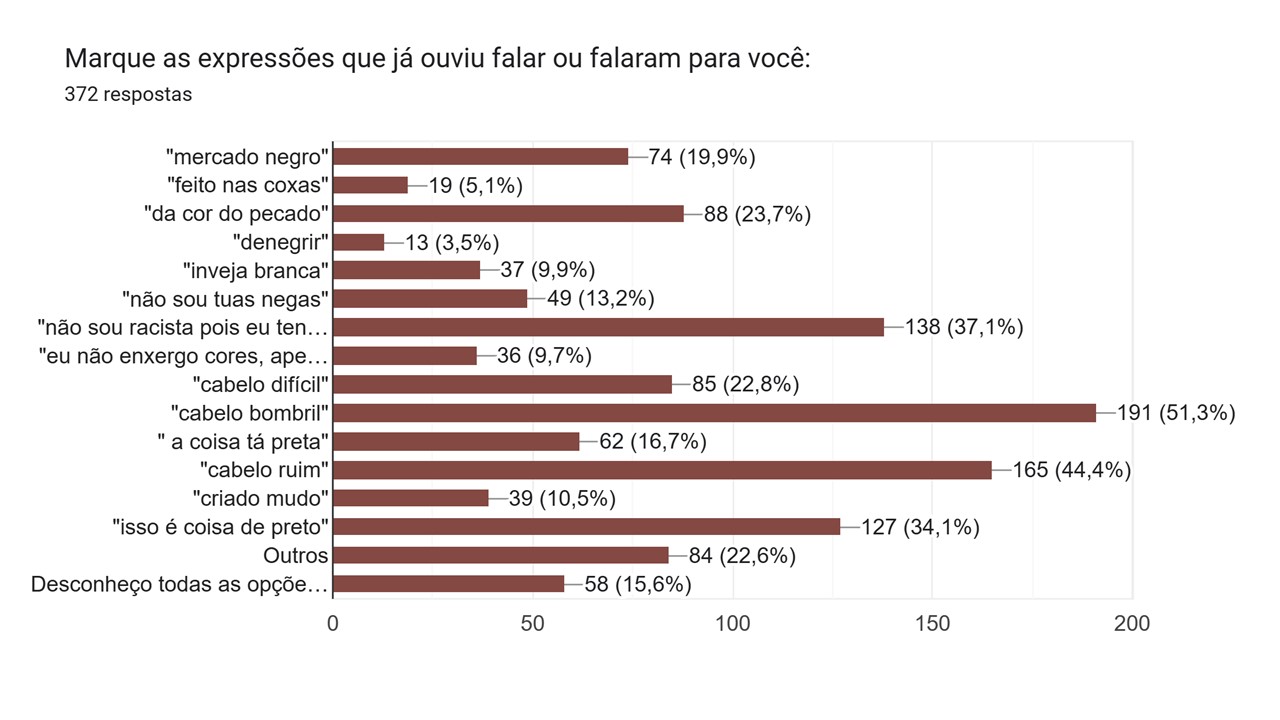 Marque as expressões que já ouviu falar ou falaram para você:
372 respostas
"mercado negro" 74 (19,9%)
"feito nas coxas" 19 (5,1%)
"da cor do pecado" 88 (23,7%)
"denegrir" 13 (3,5%)
"inveja branca" 37 (9,9%)
"não sou tuas negas" 49 (13,2%)
"não sou racista pois eu ten… 138 (37,1%)
"eu não enxergo cores, ape… 36 (9,7%)
"cabelo difícil" 85 (22,8%)
"cabelo bombril" 191 (51,3%)
" a coisa tá preta" 62 (16,7%)
"cabelo ruim" 165 (44,4%)
"criado mudo" 39 (10,5%)
"isso é coisa de preto" 127 (34,1%)
Outros 84 (22,6%)
Desconheço todas as opçõe… 58 (15,6%)
0 50 100 150 200